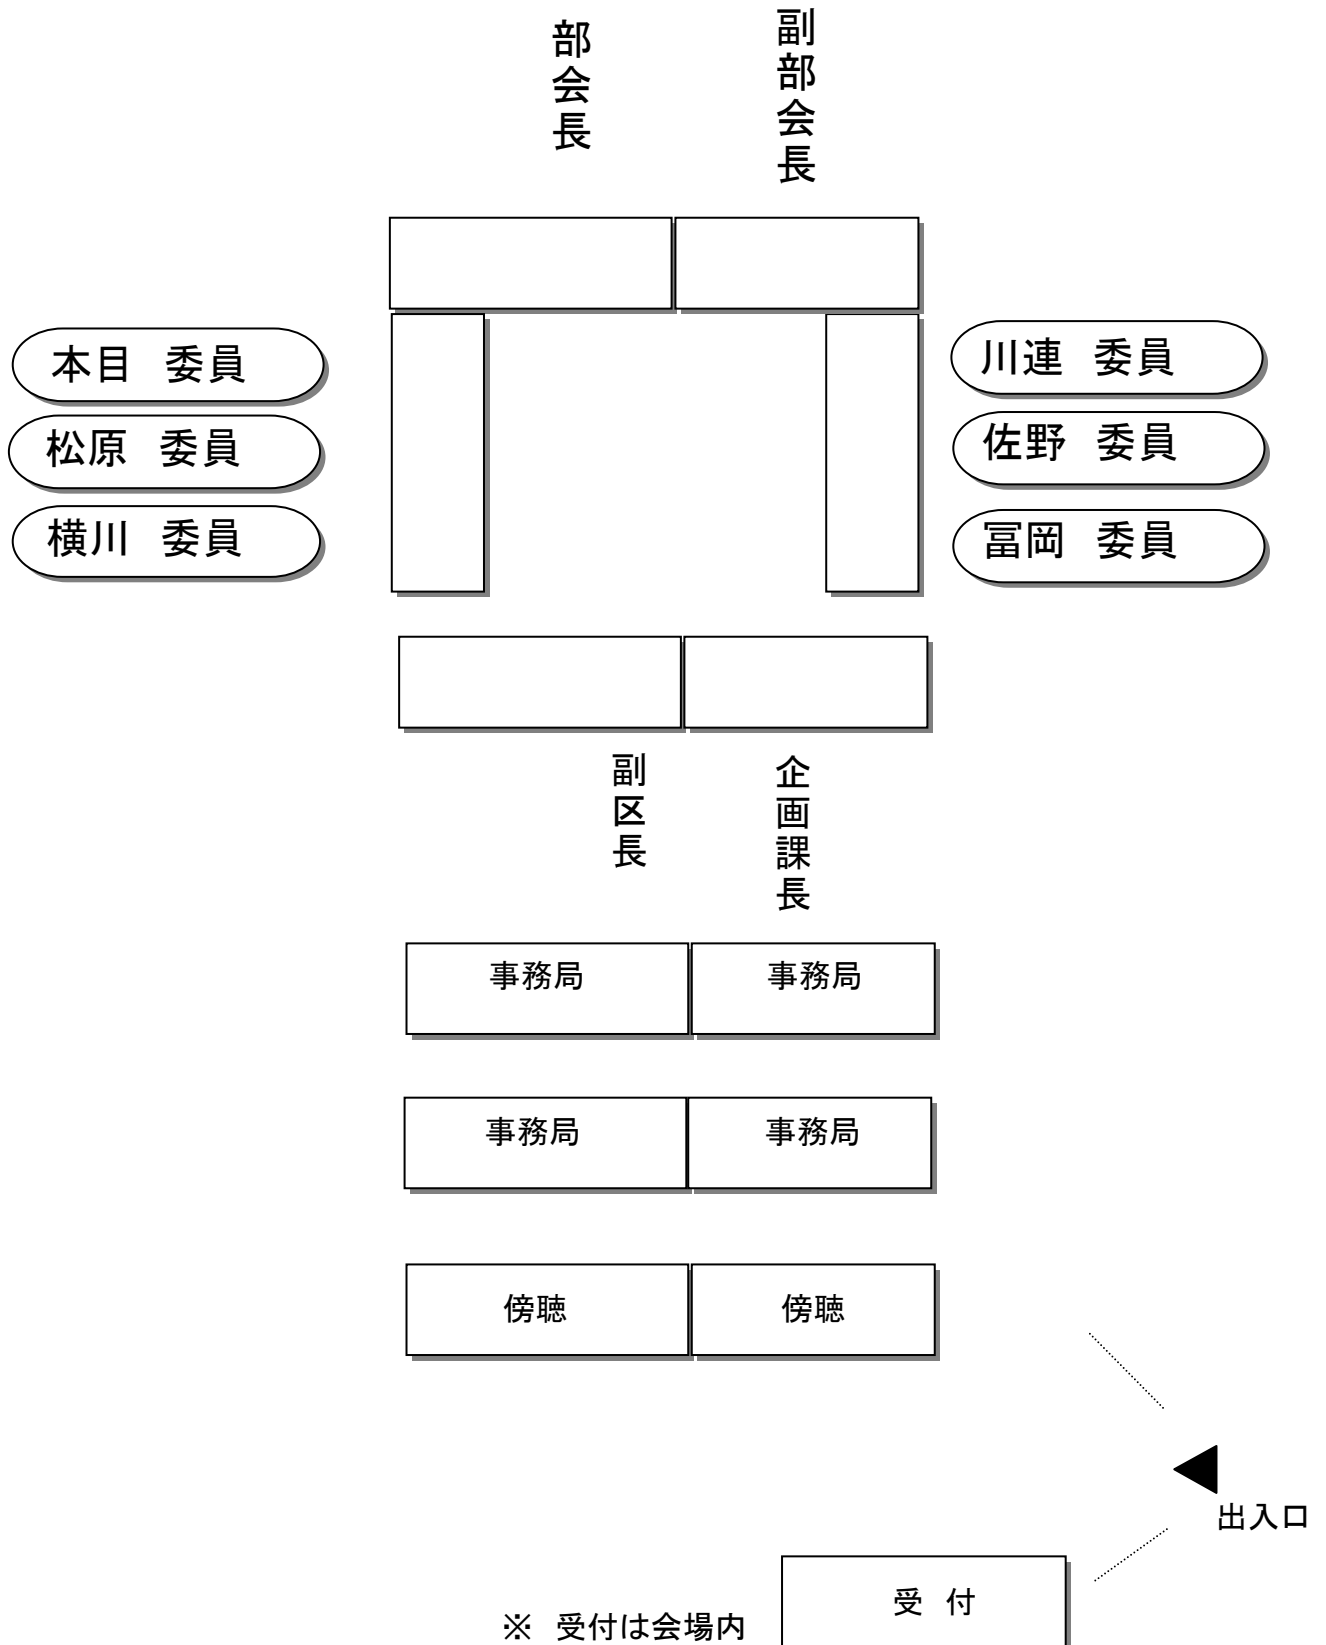 部会長
副部会長
本目　委員
川連　委員
松原　委員
佐野　委員
横川　委員
冨岡　委員
副区長
企画課長
事務局
事務局
事務局
事務局
傍聴
傍聴
出入口
受　付
※　受付は会場内